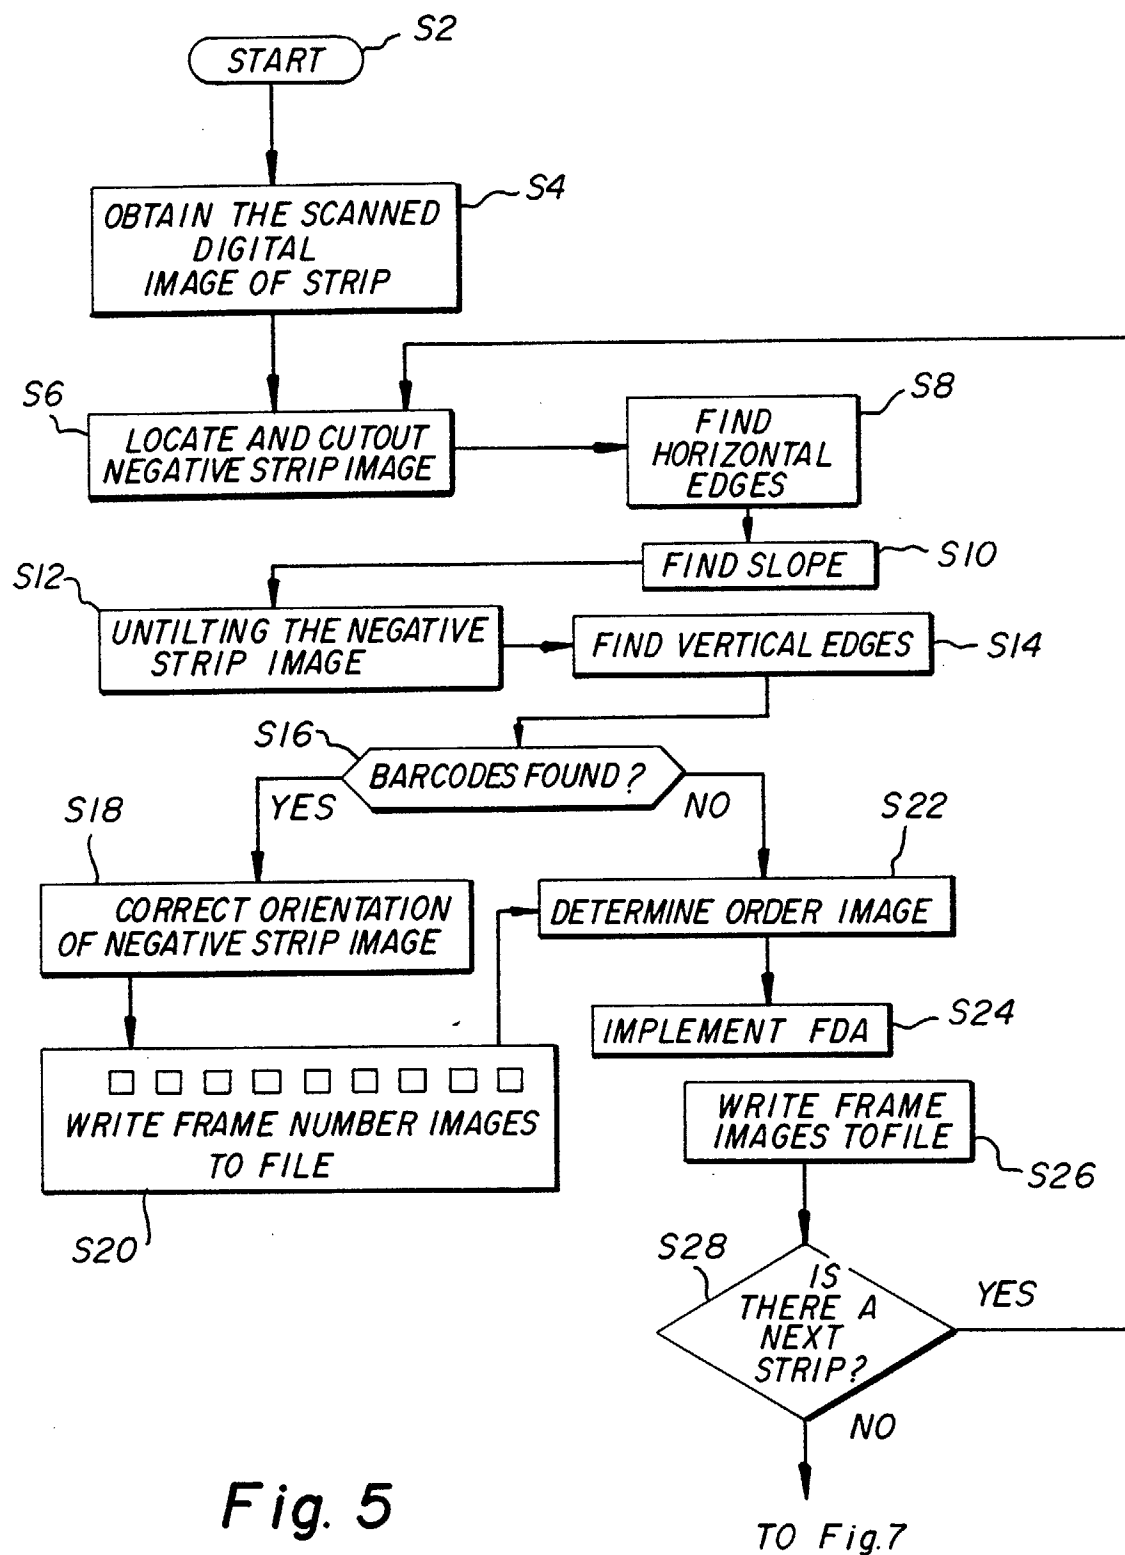 S2
START
S4
OBTAIN THE SCANNED
DIGITAL
IMAGE OF STRIP
S6
LOCATE AND CUTOUT
NEGATIVE STRIP IMAGE
S8
FIND
HORIZONTAL
EDGES
S10
FIND SLOPE
S12
UNTILTING THE NEGATIVE
STRIP IMAGE
FIND VERTICAL EDGES
S14
S16
BARCODES FOUND?
YES
NO
S18
CORRECT ORIENTATION
OF NEGATIVE STRIP IMAGE
S22
DETERMINE ORDER IMAGE
IMPLEMENT FDA
S24
WRITE FRAME NUMBER IMAGES
TO FILE
S20
WRITE FRAME
IMAGES TO FILE
S26
S28
IS
THERE A
NEXT
STRIP?
YES
NO
Fig. 5
TO Fig.7